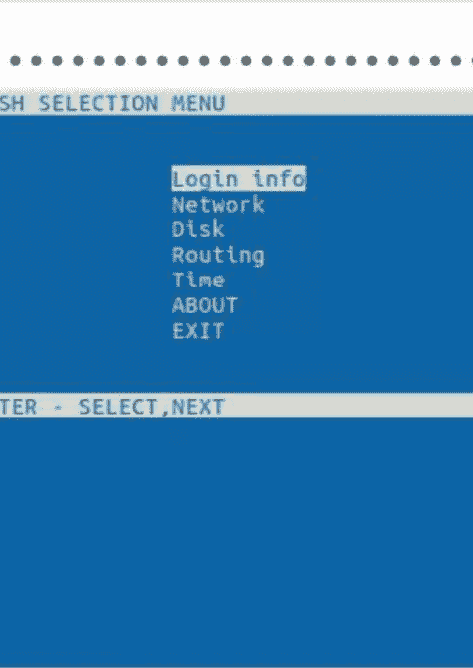 SH SELECTION MENU
Login info
Network
Disk
Routing
Time
ABOUT
EXIT
TER - SELECT,NEXT